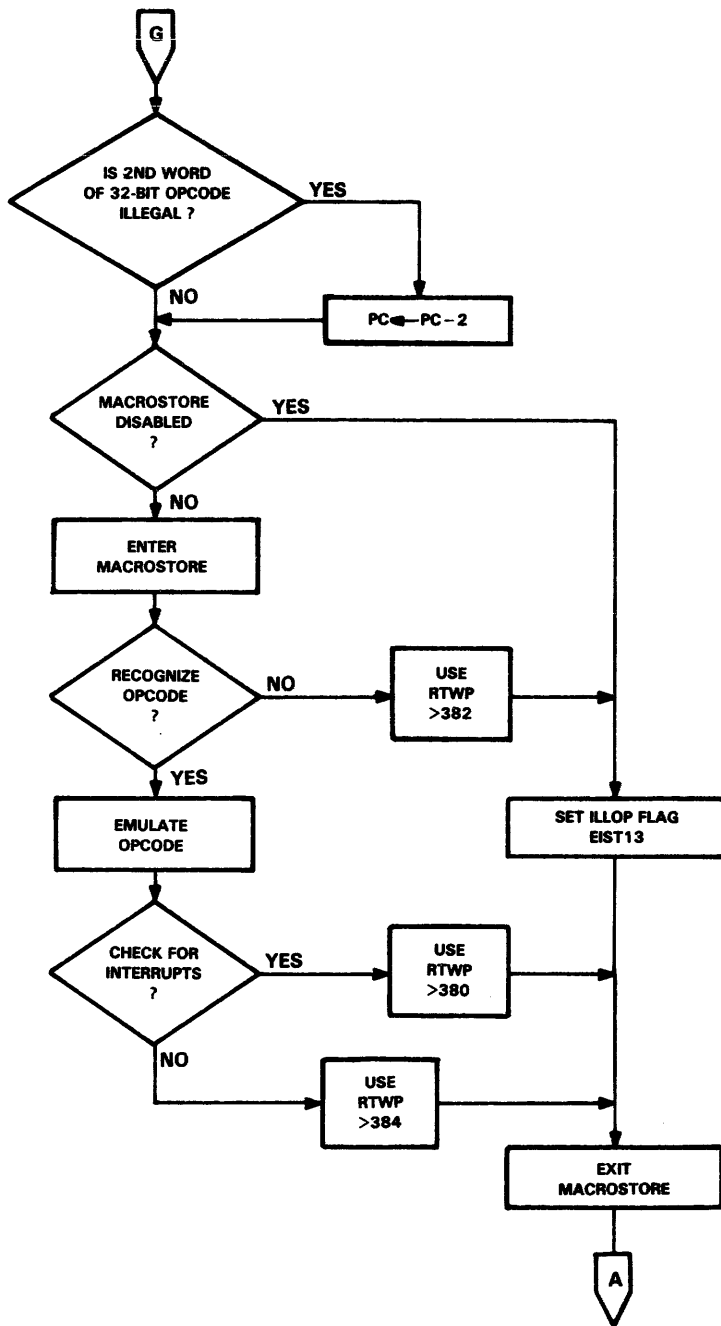 G
IS 2ND WORD
OF 32-BIT OPCODE
ILLEGAL ?
YES
NO
PC←PC−2
MACROSTORE
DISABLED
?
YES
NO
ENTER
MACROSTORE
RECOGNIZE
OPCODE
?
NO
USE
RTWP
>382
YES
EMULATE
OPCODE
SET ILLOP FLAG
EIST13
CHECK FOR
INTERRUPTS
?
YES
USE
RTWP
>380
NO
USE
RTWP
>384
EXIT
MACROSTORE
A